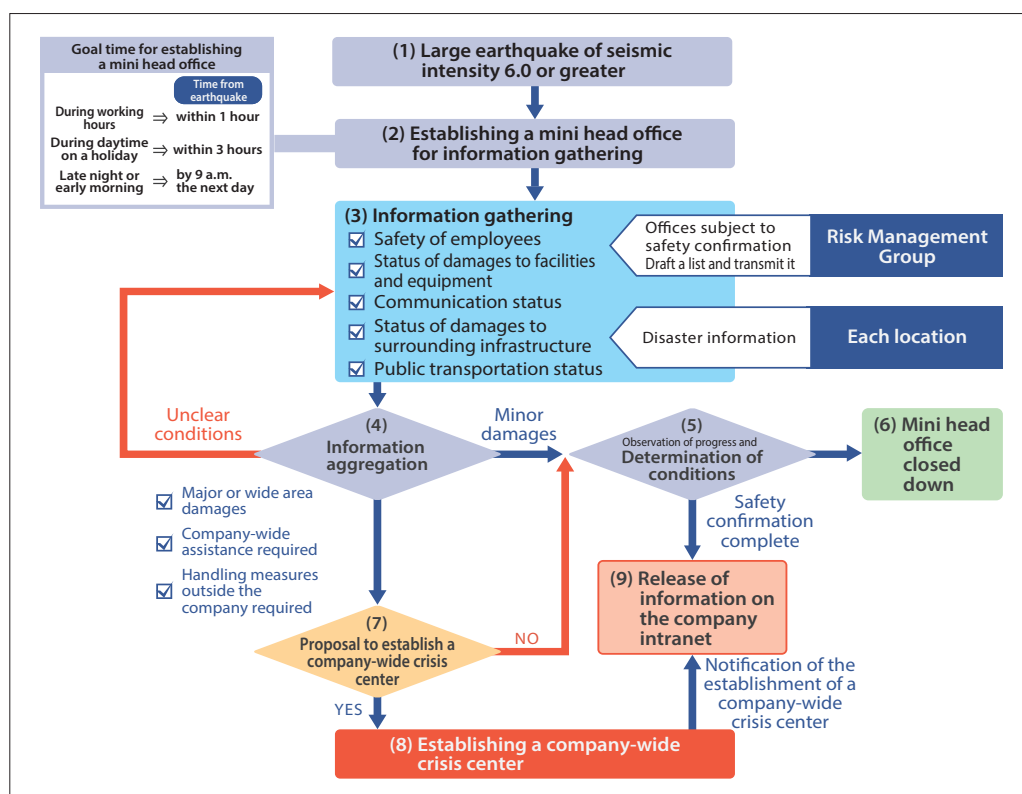 Goal time for establishing
a mini head office
Time from
earthquake
During working
hours
⇒ within 1 hour
During daytime
on a holiday
⇒ within 3 hours
Late night or
early morning
⇒ by 9 a.m.
the next day
(1) Large earthquake of seismic
intensity 6.0 or greater
(2) Establishing a mini head office
for information gathering
(3) Information gathering
Safety of employees
Status of damages to facilities
and equipment
Communication status
Status of damages to
surrounding infrastructure
Public transportation status
Offices subject to
safety confirmation
Draft a list and transmit it
Risk Management
Group
Disaster information
Each location
Unclear
conditions
(4)
Information
aggregation
Minor
damages
(5)
Observation of progress and
Determination of
conditions
(6) Mini head
office
closed
down
Major or wide area
damages
Company-wide
assistance required
Handling measures
outside the
company required
Safety
confirmation
complete
(9) Release of
information on
the company
intranet
(7)
Proposal to establish a
company-wide crisis
center
NO
YES
Notification of the
establishment of a
company-wide
crisis center
(8) Establishing a company-wide
crisis center